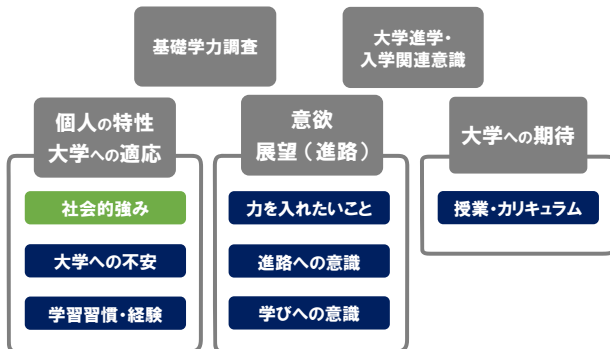 基礎学力調査
大学進学・
入学関連意識
個人の特性
大学への適応
社会的強み
大学への不安
学習習慣・経験
意欲
展望（進路）
力を入れたいこと
進路への意識
学びへの意識
大学への期待
授業・カリキュラム